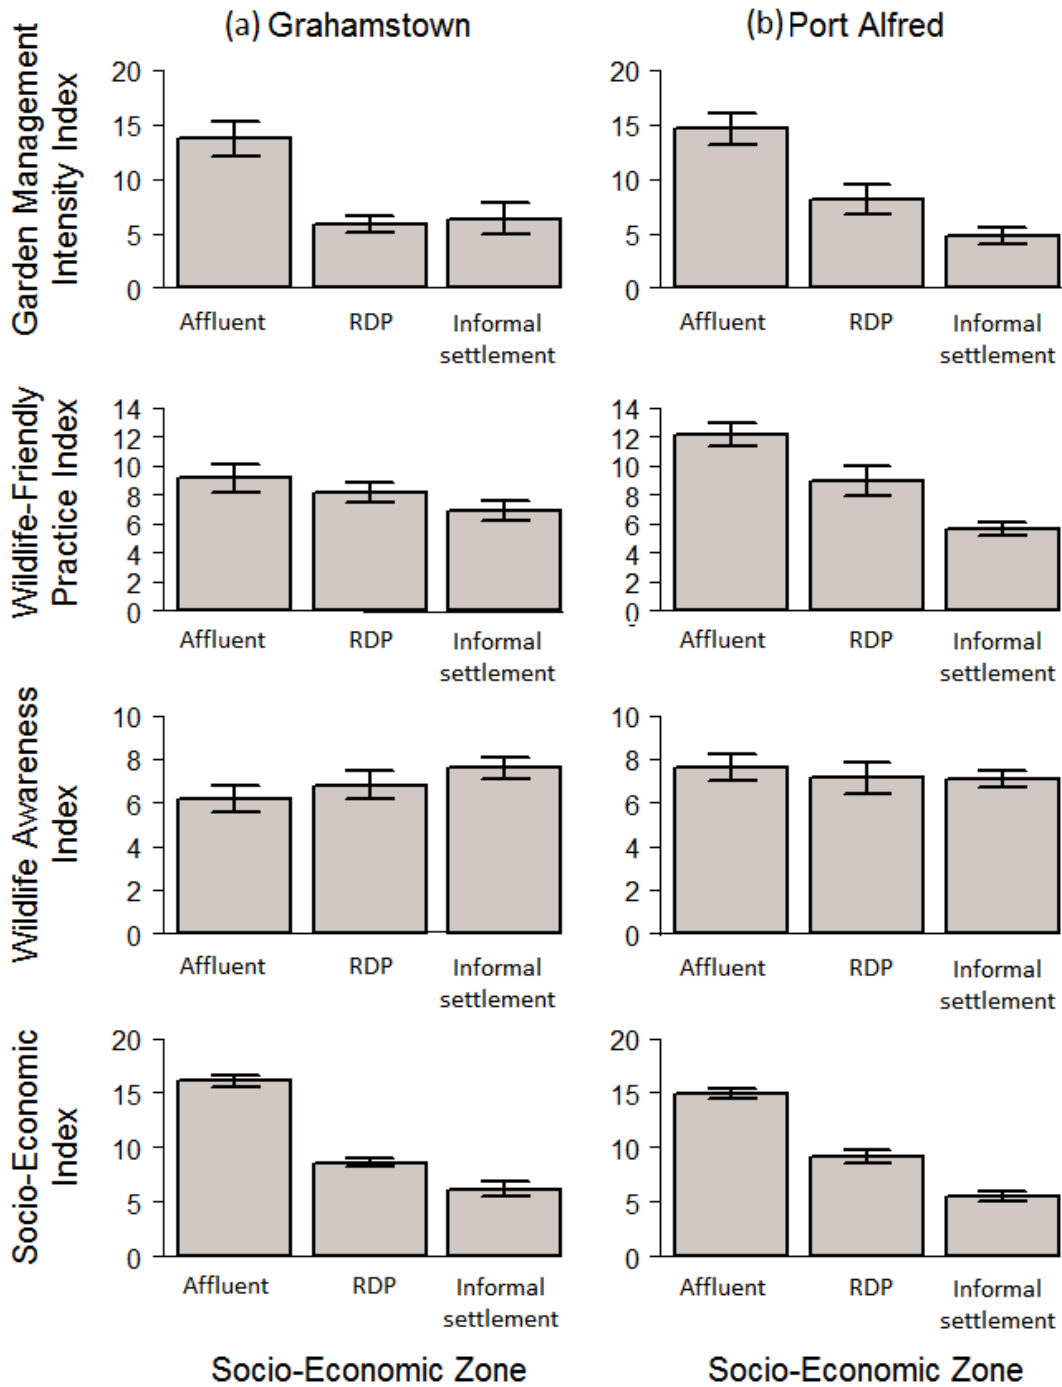 (a) Grahamstown
(b) Port Alfred
Garden Management
Intensity Index
20
15
10
5
0
Affluent
RDP
Informal
settlement
20
15
10
5
0
Affluent
RDP
Informal
settlement
Wildlife-Friendly
Practice Index
14
12
10
8
6
4
2
0
Affluent
RDP
Informal
settlement
14
12
10
8
6
4
2
0
Affluent
RDP
Informal
settlement
Wildlife Awareness
Index
10
8
6
4
2
0
Affluent
RDP
Informal
settlement
10
8
6
4
2
0
Affluent
RDP
Informal
settlement
Socio-Economic
Index
20
15
10
5
0
Affluent
RDP
Informal
settlement
20
15
10
5
0
Affluent
RDP
Informal
settlement
Socio-Economic Zone
Socio-Economic Zone